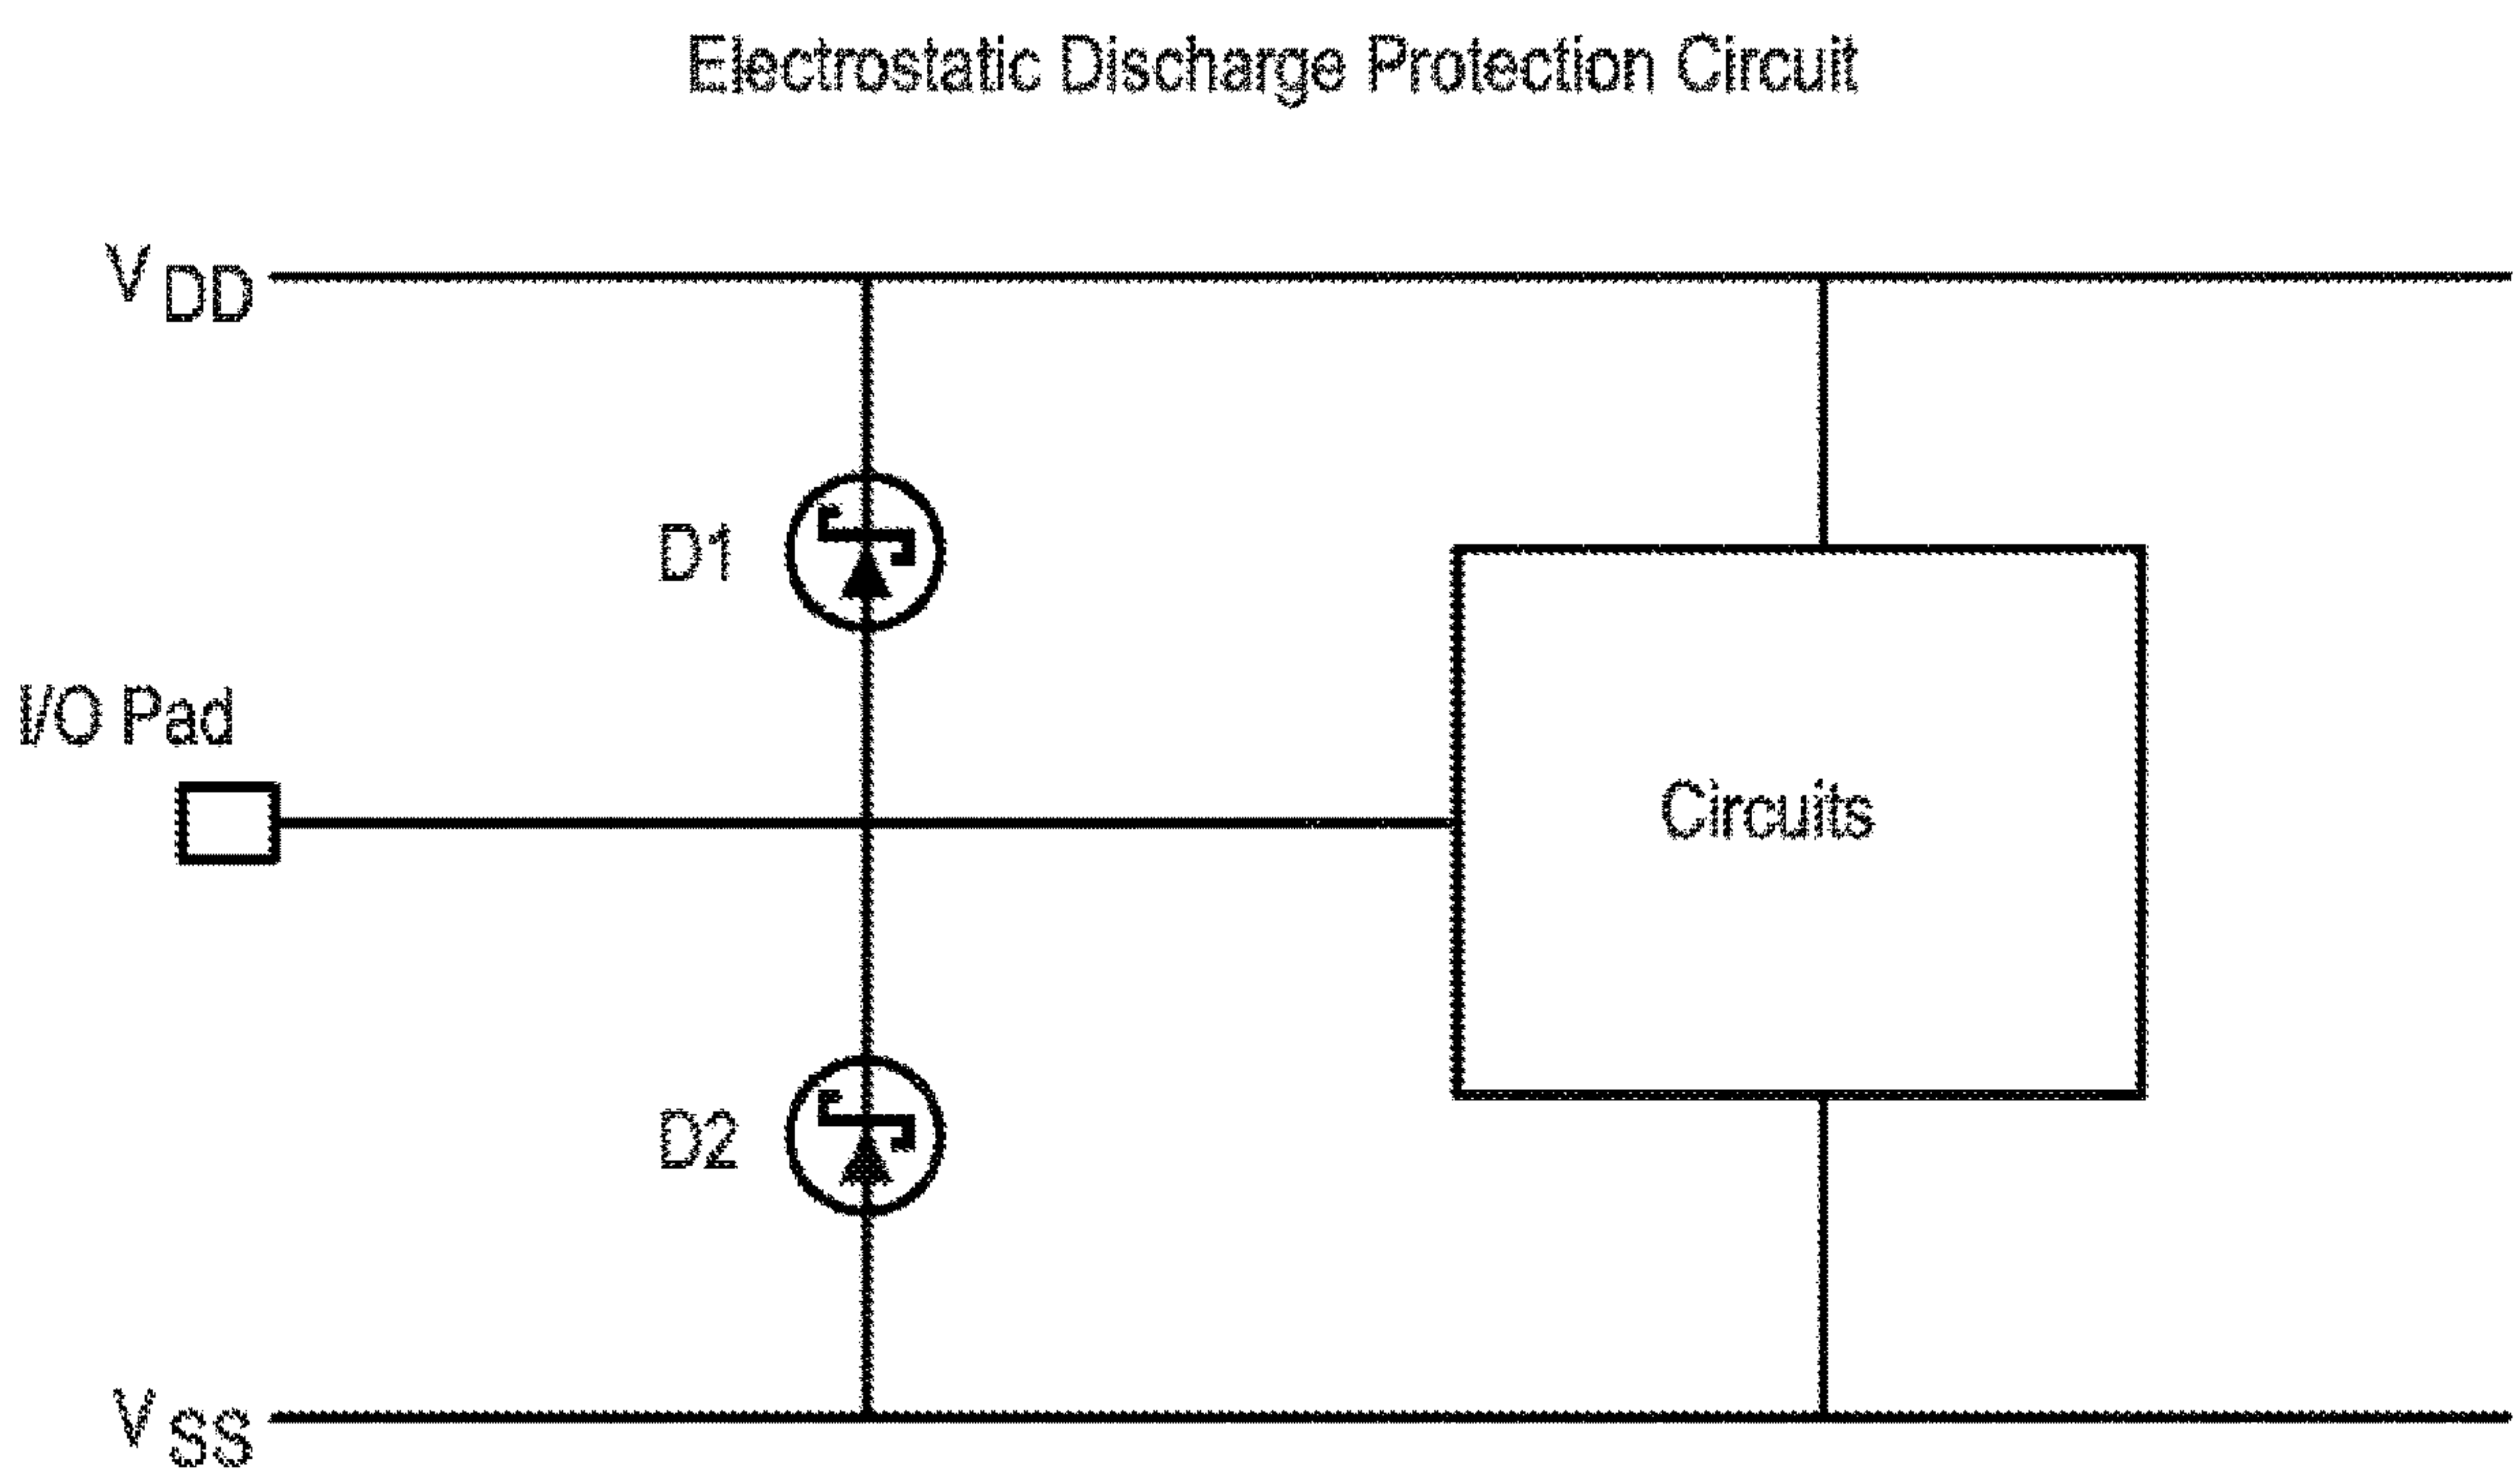 Electrostatic Discharge Protection Circuit
VDD
D1
I/O Pad
Circuits
D2
VSS